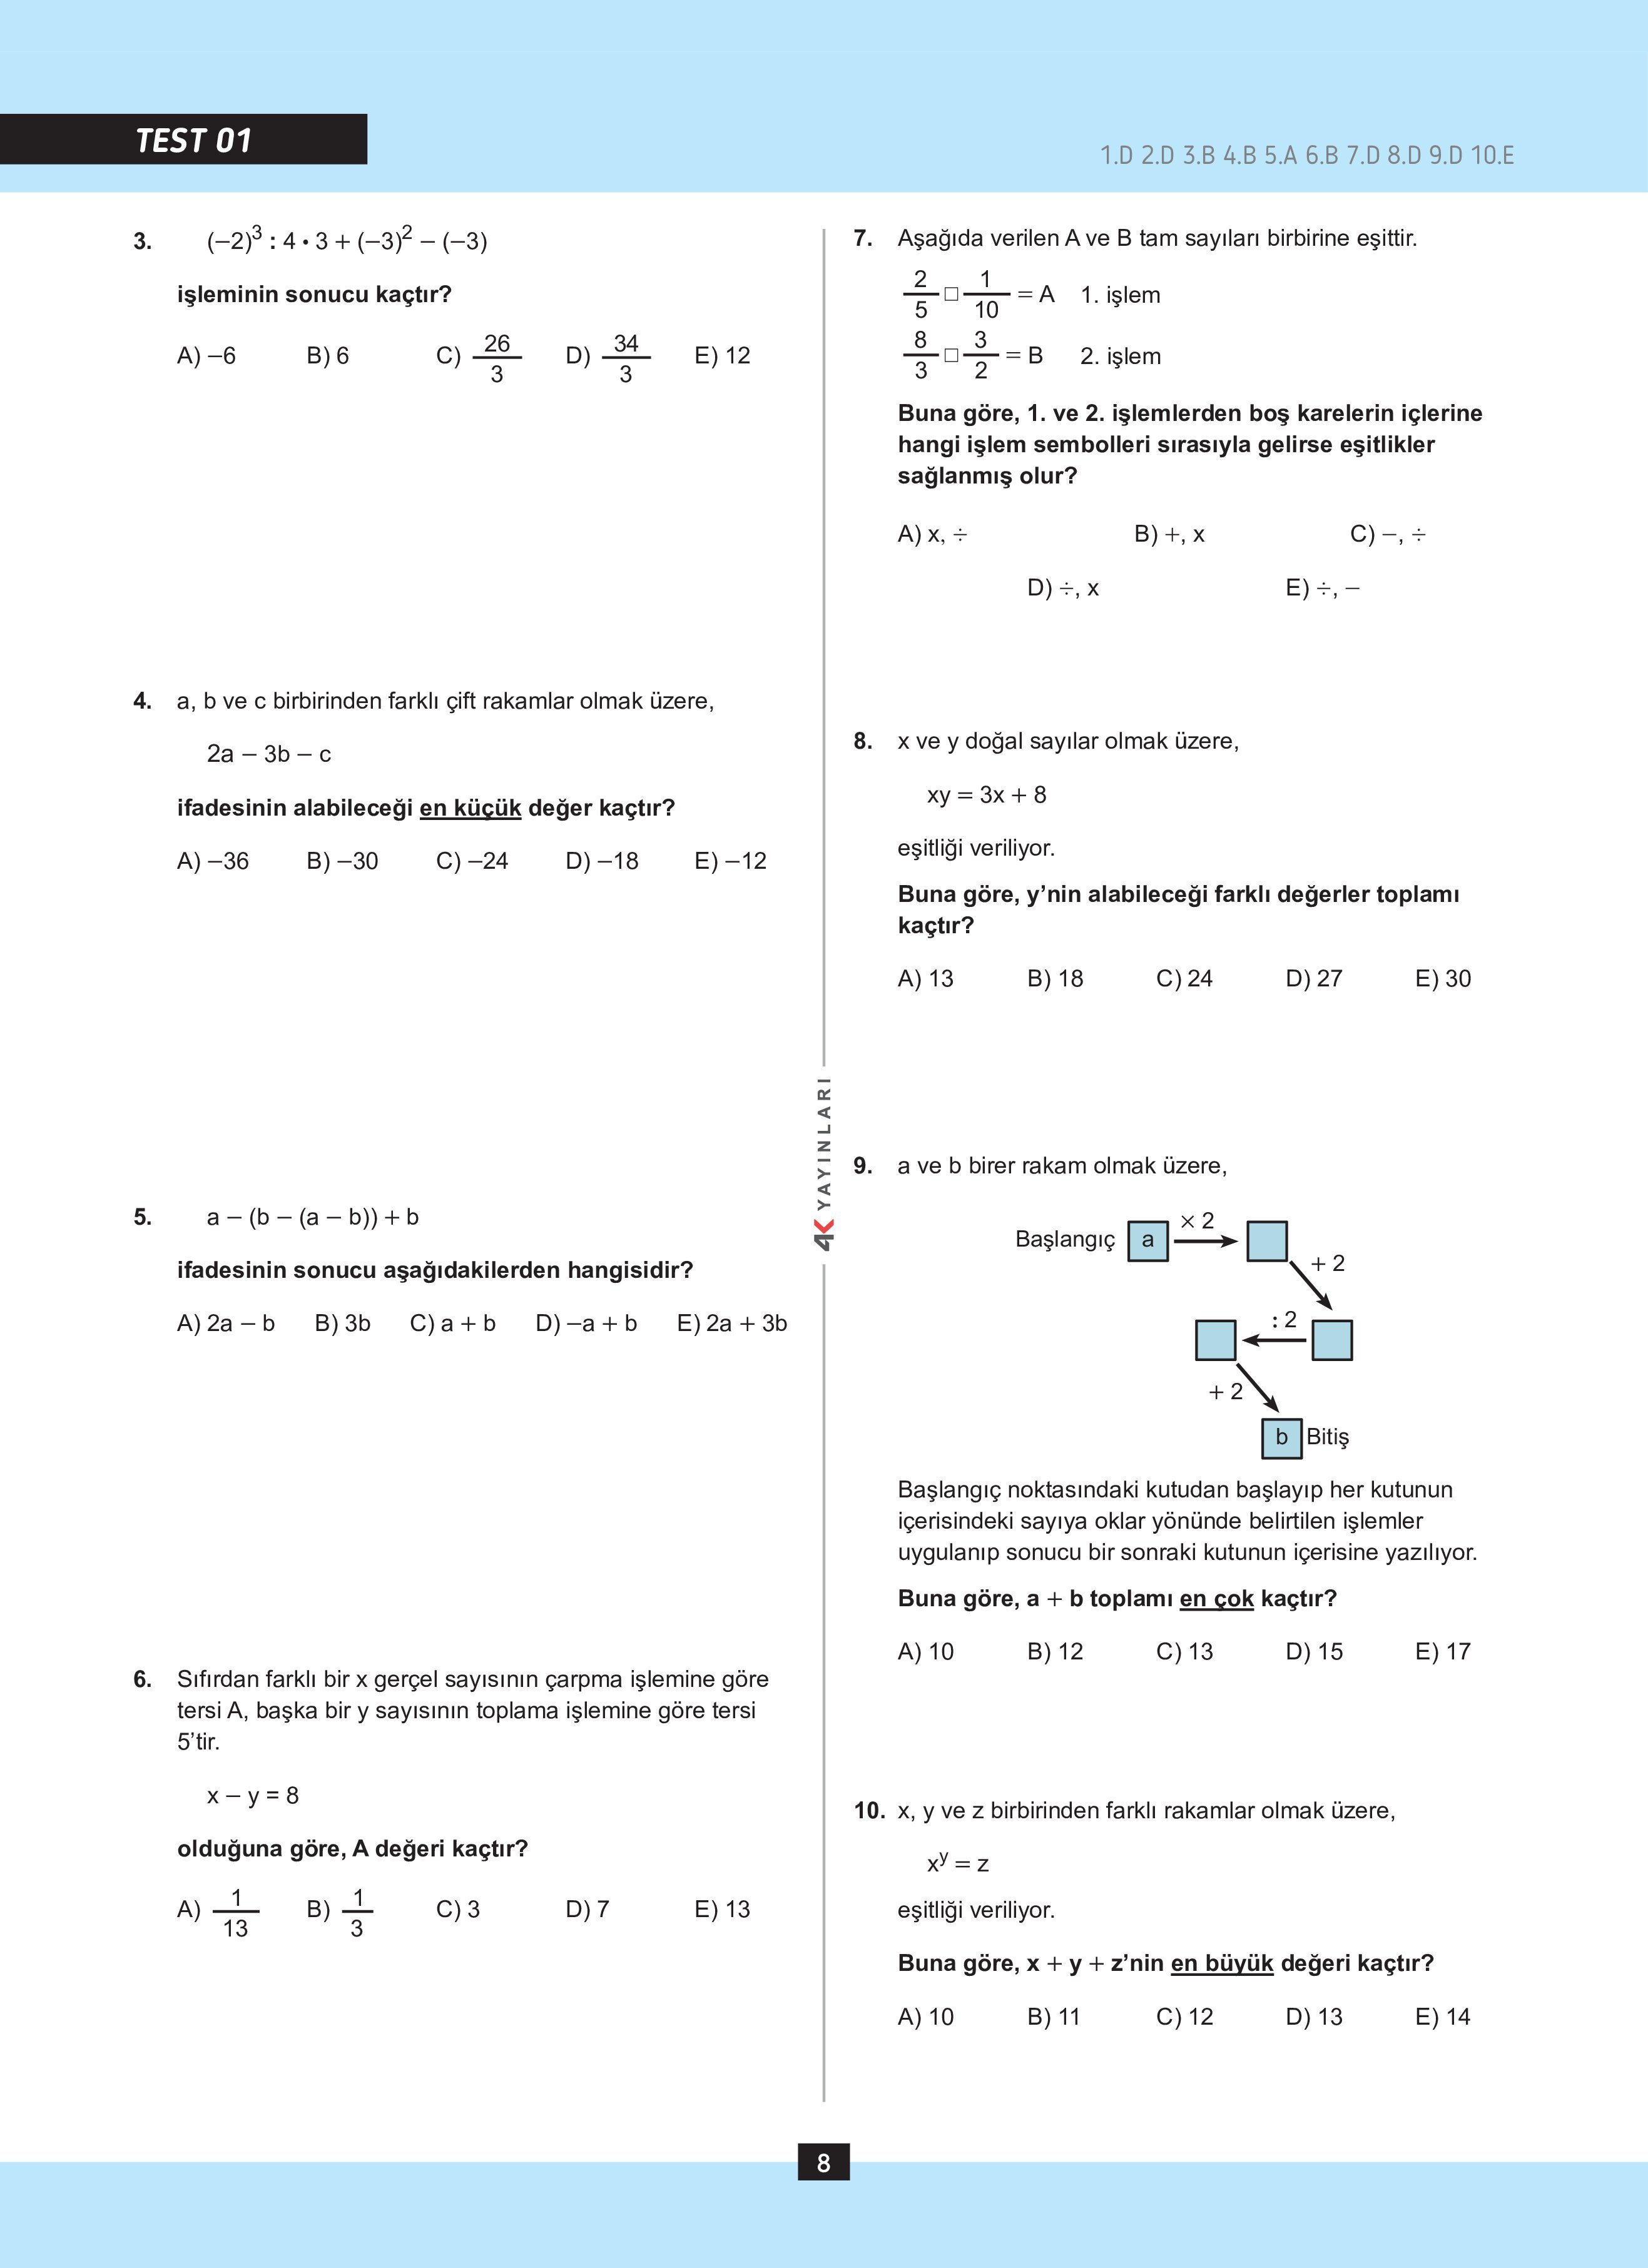 TEST 01
1.D 2.D 3.B 4.B 5.A 6.B 7.D 8.D 9.D 10.E
3. (−2)³ : 4 • 3 + (−3)² − (−3)
işleminin sonucu kaçtır?
A) −6 B) 6 C) 26/3 D) 34/3 E) 12
4. a, b ve c birbirinden farklı çift rakamlar olmak üzere,
2a − 3b − c
ifadesinin alabileceği en küçük değer kaçtır?
A) −36 B) −30 C) −24 D) −18 E) −12
5. a − (b − (a − b)) + b
ifadesinin sonucu aşağıdakilerden hangisidir?
A) 2a − b B) 3b C) a + b D) −a + b E) 2a + 3b
6. Sıfırdan farklı bir x gerçel sayısının çarpma işlemine göre
tersi A, başka bir y sayısının toplama işlemine göre tersi
5’tir.
x − y = 8
olduğuna göre, A değeri kaçtır?
A) 1/13 B) 1/3 C) 3 D) 7 E) 13
4K YAYINLARI
7. Aşağıda verilen A ve B tam sayıları birbirine eşittir.
2/5 □ 1/10 = A 1. işlem
8/3 □ 3/2 = B 2. işlem
Buna göre, 1. ve 2. işlemlerden boş karelerin içlerine
hangi işlem sembolleri sırasıyla gelirse eşitlikler
sağlanmış olur?
A) x, ÷ B) +, x C) −, ÷
D) ÷, x E) ÷, −
8. x ve y doğal sayılar olmak üzere,
xy = 3x + 8
eşitliği veriliyor.
Buna göre, y’nin alabileceği farklı değerler toplamı
kaçtır?
A) 13 B) 18 C) 24 D) 27 E) 30
9. a ve b birer rakam olmak üzere,
Başlangıç a × 2
+ 2
: 2
+ 2
b Bitiş
Başlangıç noktasındaki kutudan başlayıp her kutunun
içerisindeki sayıya oklar yönünde belirtilen işlemler
uygulanıp sonucu bir sonraki kutunun içerisine yazılıyor.
Buna göre, a + b toplamı en çok kaçtır?
A) 10 B) 12 C) 13 D) 15 E) 17
10. x, y ve z birbirinden farklı rakamlar olmak üzere,
xʸ = z
eşitliği veriliyor.
Buna göre, x + y + z’nin en büyük değeri kaçtır?
A) 10 B) 11 C) 12 D) 13 E) 14
8